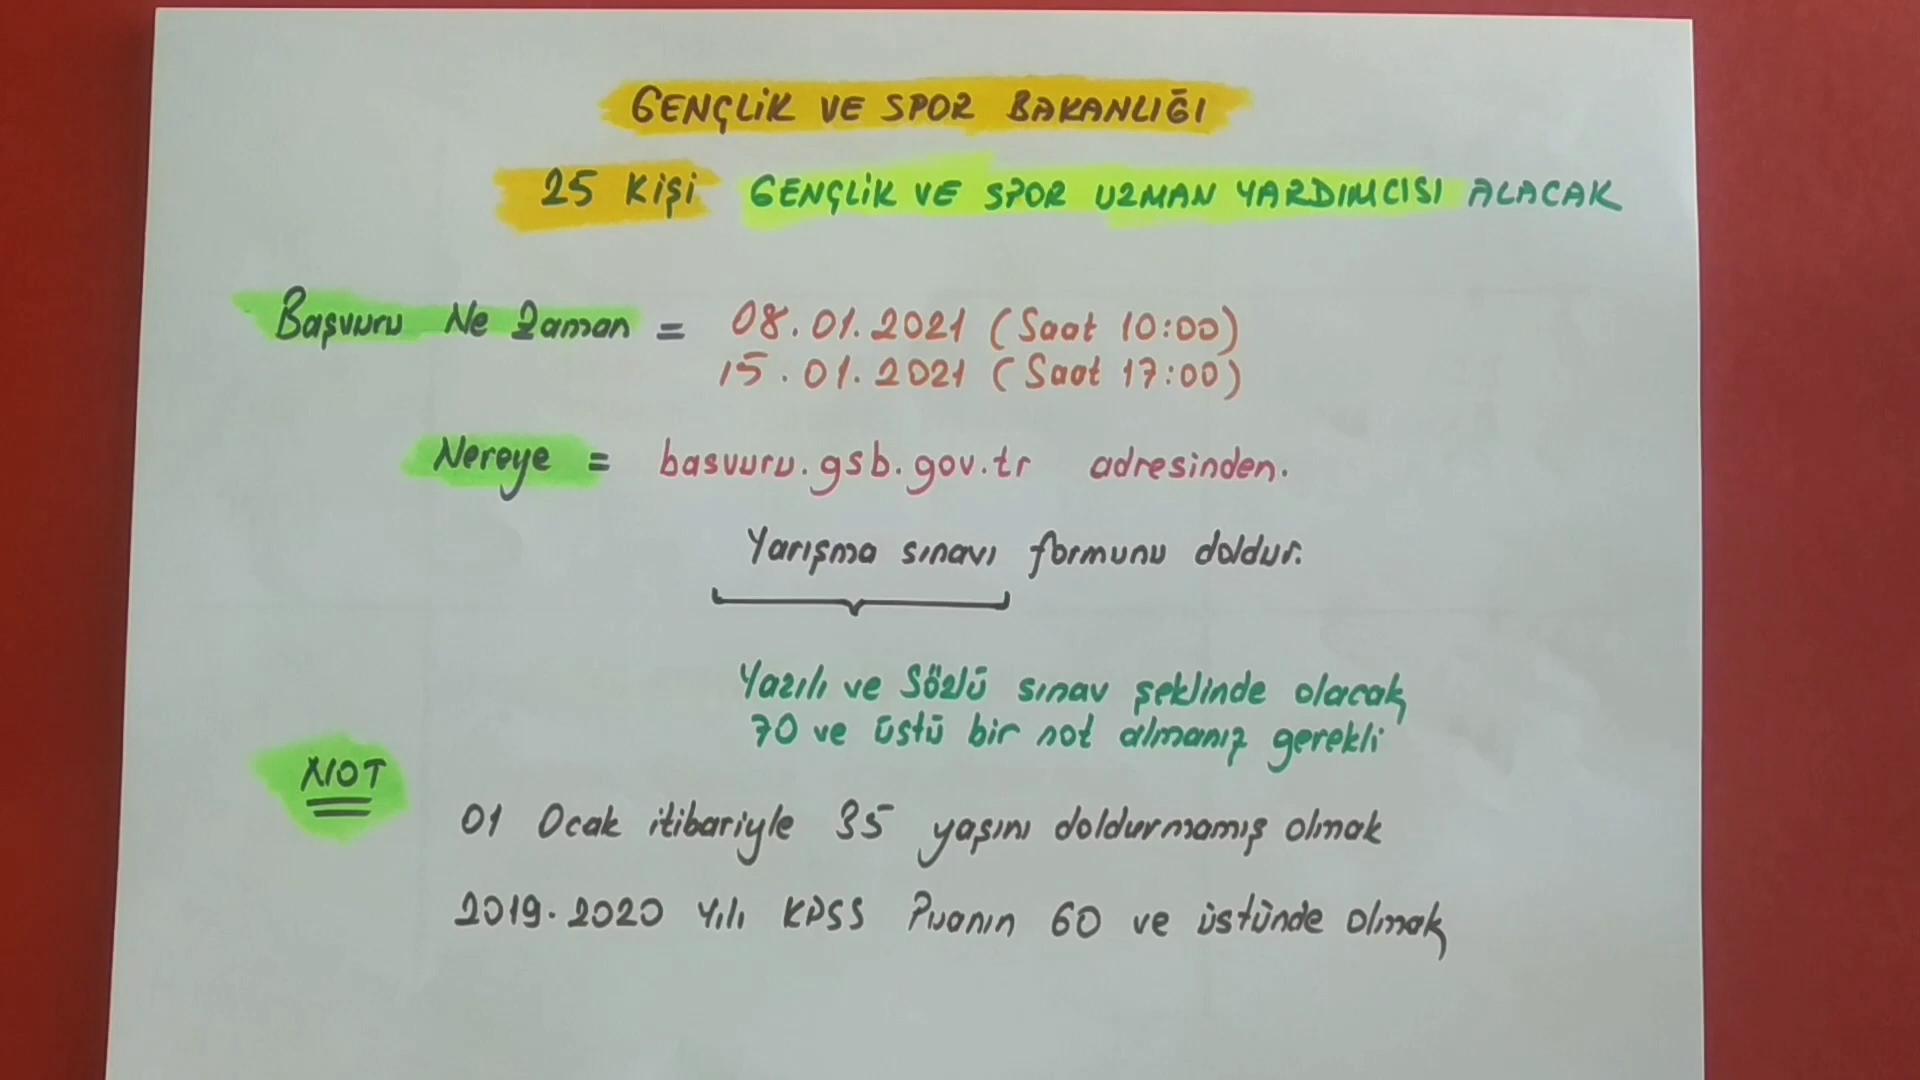 GENÇLİK VE SPOR BAKANLIĞI
25 Kişi GENÇLİK VE SPOR UZMAN YARDIMCISI ALACAK
Başvuru Ne Zaman = 08.01.2021 (Saat 10:00)
15.01.2021 (Saat 17:00)
Nereye = basvuru.gsb.gov.tr adresinden.
Yarışma sınavı formunu doldur.
Yazılı ve Sözlü sınav şeklinde olacak
70 ve üstü bir not almanız gerekli
NOT
01 Ocak itibariyle 35 yaşını doldurmamış olmak
2019.2020 Yılı KPSS Puanın 60 ve üstünde olmak